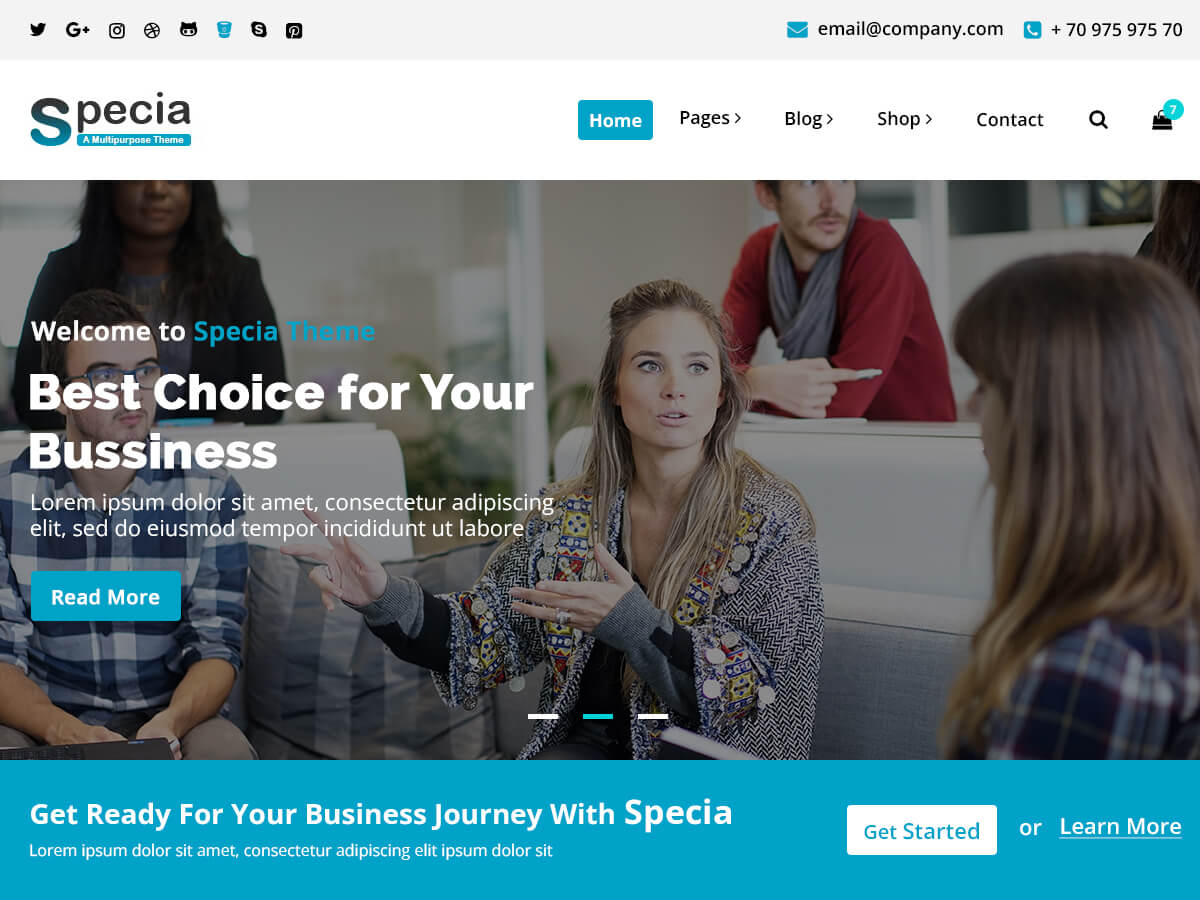 email@company.com
+ 70 975 975 70
Specia
A Multipurpose Theme
Home
Pages
Blog
Shop
Contact
7
Welcome to Specia Theme
Best Choice for Your
Bussiness
Lorem ipsum dolor sit amet, consectetur adipiscing
elit, sed do eiusmod tempor incididunt ut labore
Read More
Get Ready For Your Business Journey With Specia
Lorem ipsum dolor sit amet, consectetur adipiscing elit ipsum dolor sit
Get Started
or
Learn More